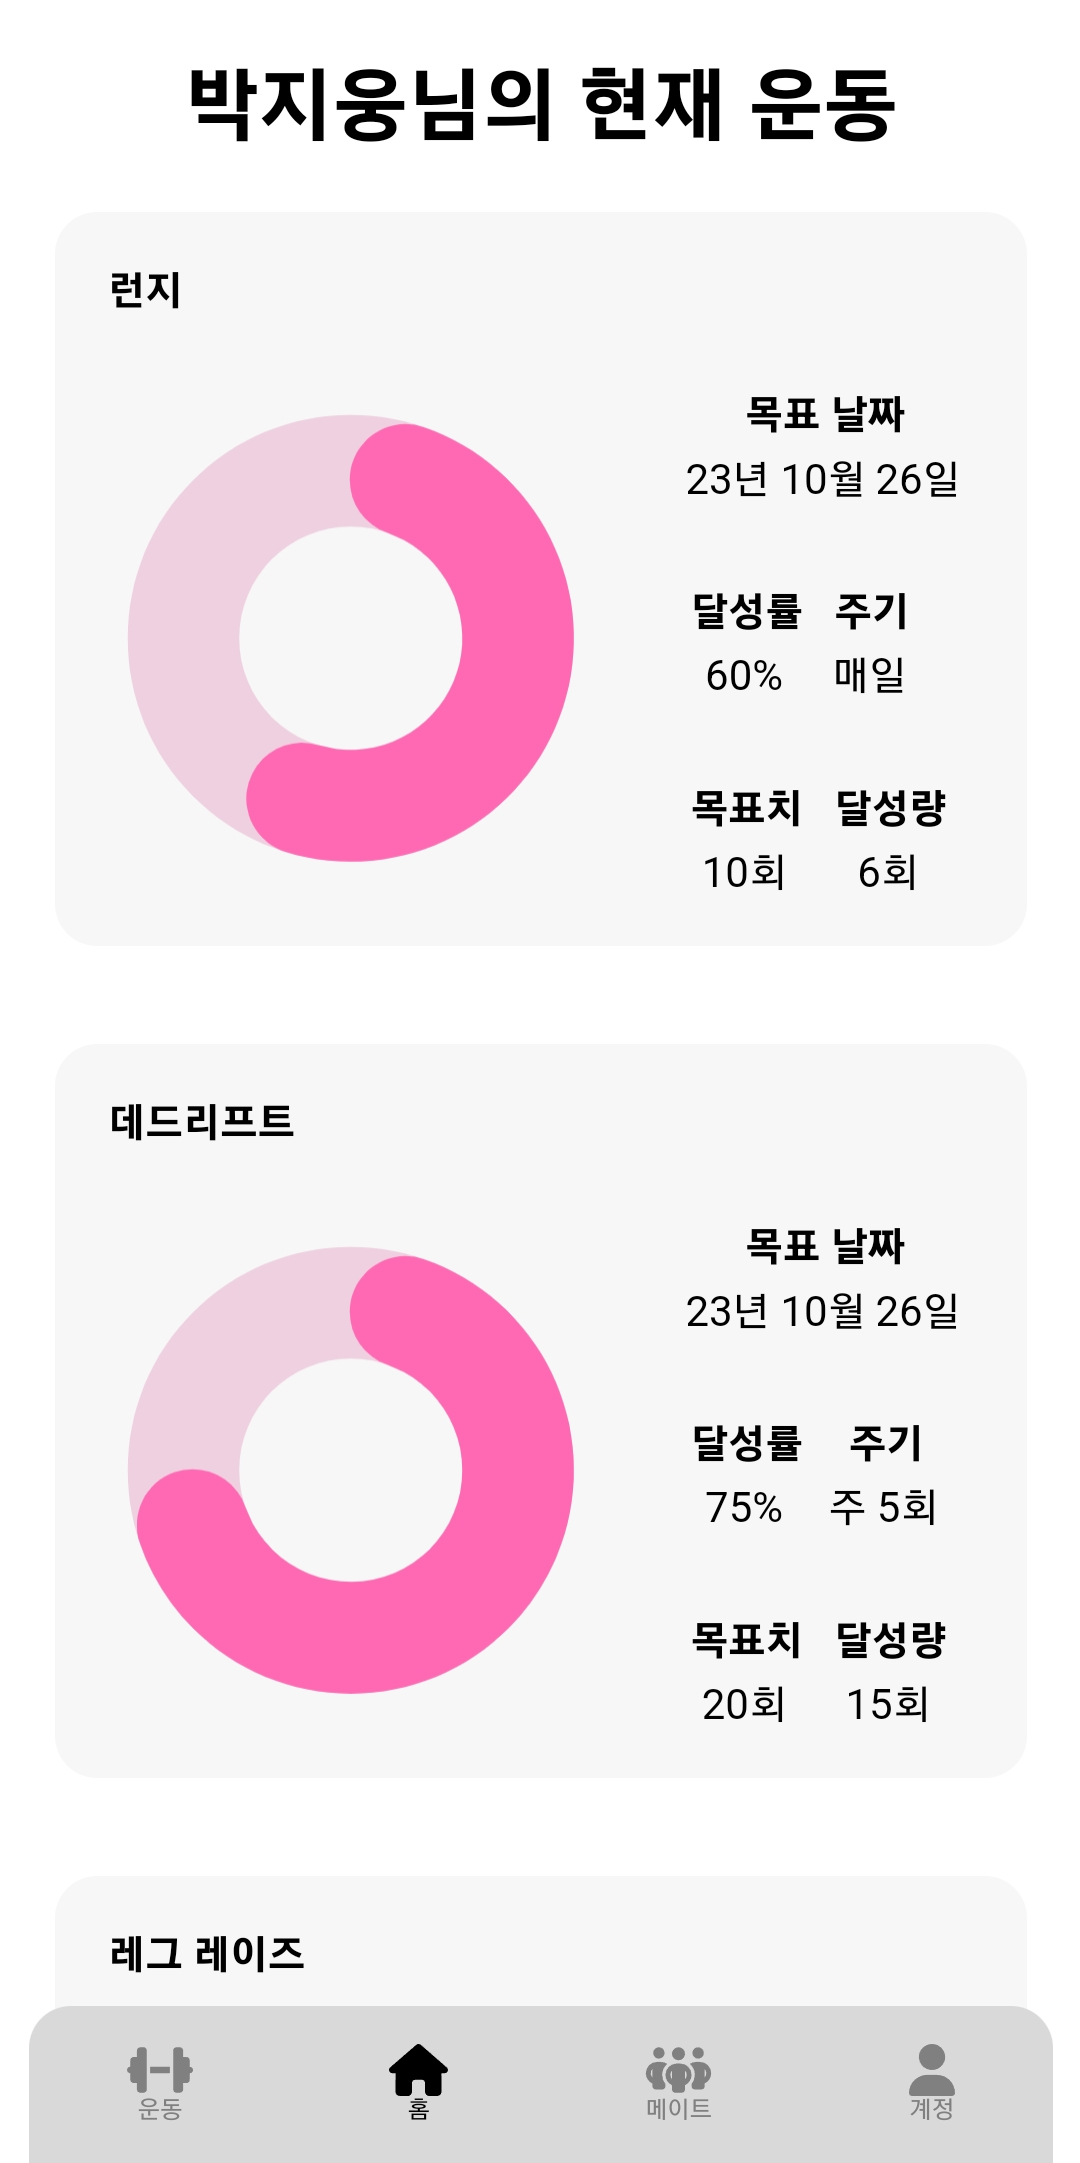 박지웅님의 현재 운동
런지
목표 날짜
23년 10월 26일
달성률 주기
60% 매일
목표치 달성량
10회 6회
데드리프트
목표 날짜
23년 10월 26일
달성률 주기
75% 주 5회
목표치 달성량
20회 15회
레그 레이즈
운동 홈 메이트 계정